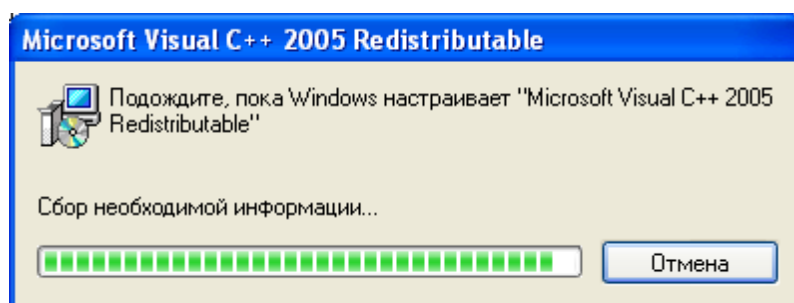 Microsoft Visual C++ 2005 Redistributable
Подождите, пока Windows настраивает "Microsoft Visual C++ 2005
Redistributable"
Сбор необходимой информации...
Отмена